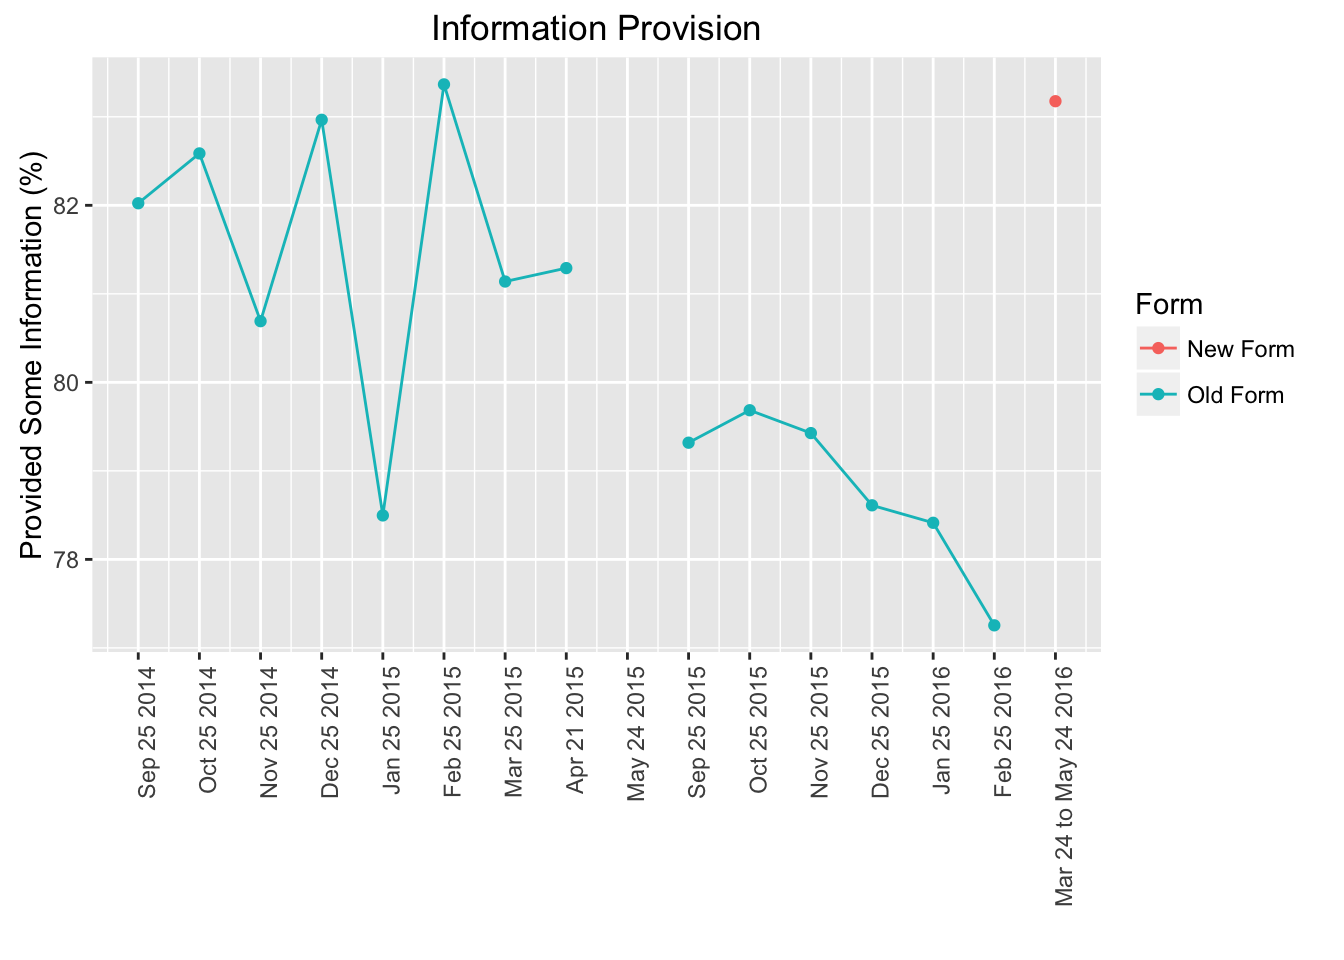 Information Provision
Provided Some Information (%)
82
80
78
Sep 25 2014
Oct 25 2014
Nov 25 2014
Dec 25 2014
Jan 25 2015
Feb 25 2015
Mar 25 2015
Apr 21 2015
May 24 2015
Sep 25 2015
Oct 25 2015
Nov 25 2015
Dec 25 2015
Jan 25 2016
Feb 25 2016
Mar 24 to May 24 2016
Form
New Form
Old Form